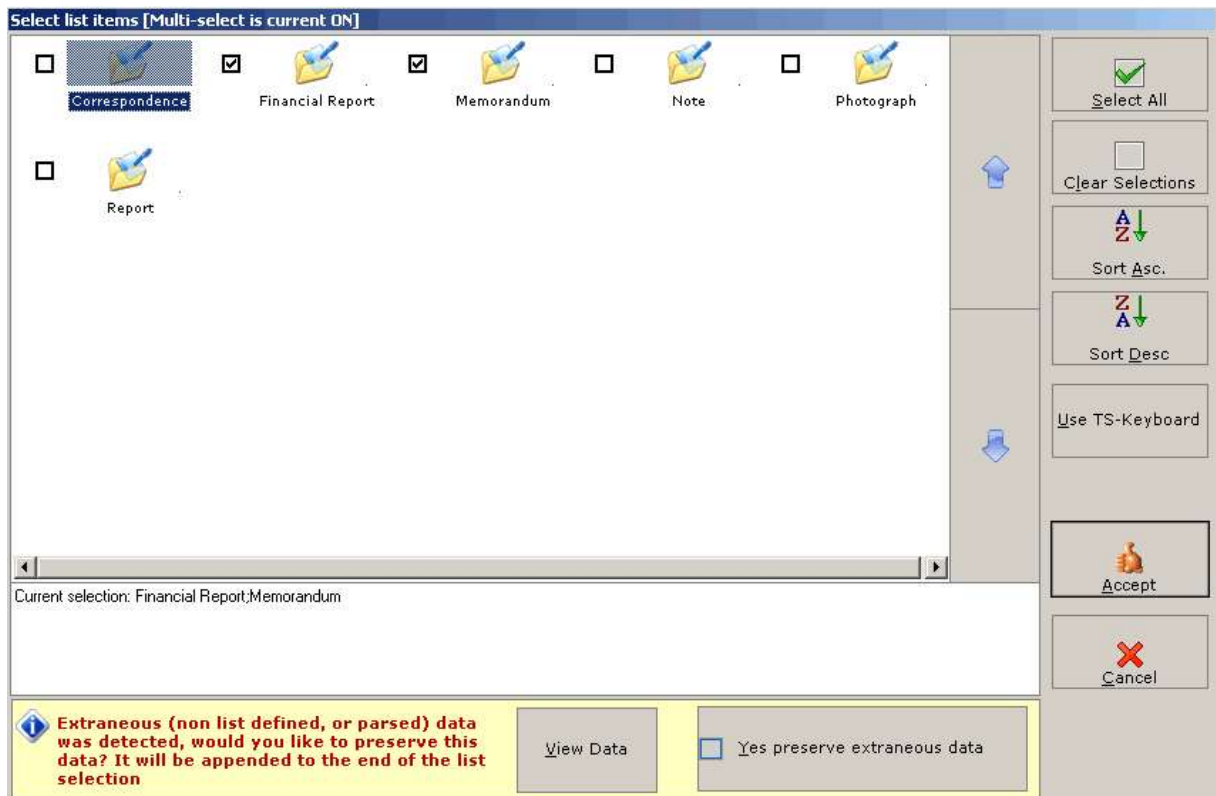 Select list items [Multi-select is current ON]
Correspondence
Financial Report
Memorandum
Note
Photograph
Report
Select All
Clear Selections
A
Z
Sort Asc.
Z
A
Sort Desc
Use TS-Keyboard
Accept
Cancel
Current selection: Financial Report;Memorandum
Extraneous (non list defined, or parsed) data
was detected, would you like to preserve this
data? It will be appended to the end of the list
selection
View Data
Yes preserve extraneous data